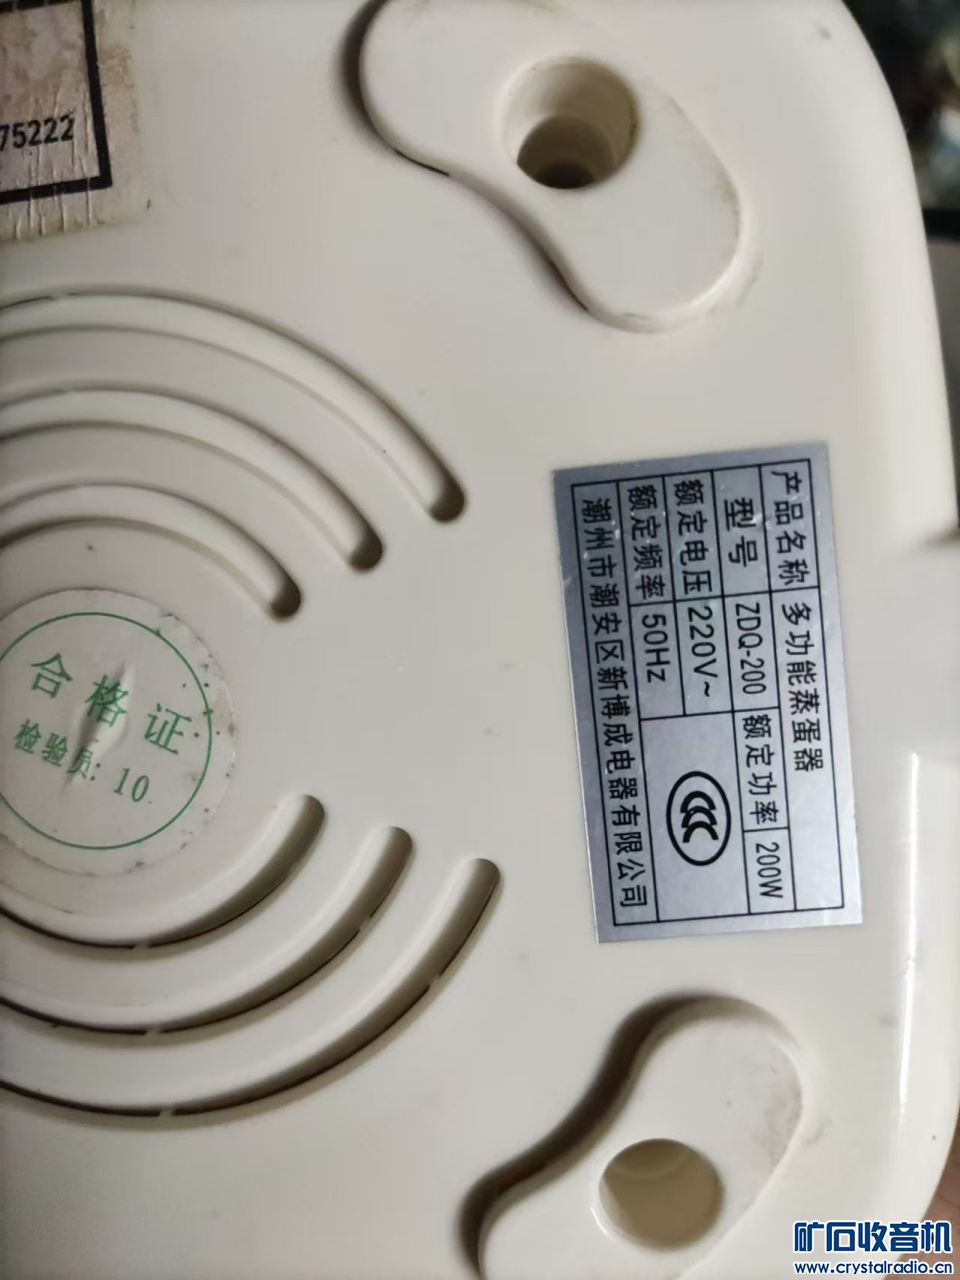 75222
产品名称 多功能蒸蛋器
型号 ZDQ-200 额定功率 200W
额定电压 220V~
额定频率 50Hz
潮州市潮安区新博成电器有限公司
合格证
检验员: 10
矿石收音机
www.crystalradio.cn